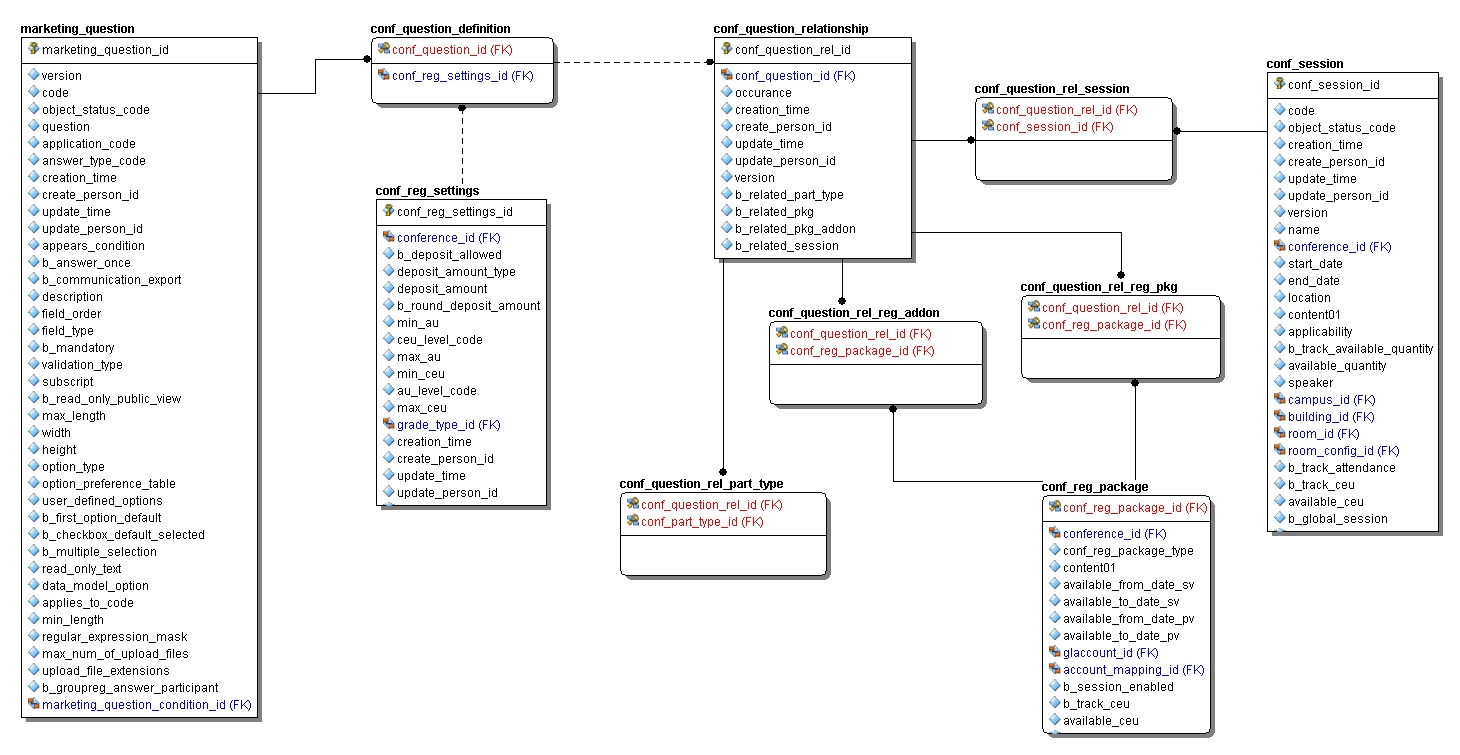 marketing_question
marketing_question_id
version
code
object_status_code
question
application_code
answer_type_code
creation_time
create_person_id
update_time
update_person_id
appears_condition
b_answer_once
b_communication_export
description
field_order
field_type
b_mandatory
validation_type
subscript
b_read_only_public_view
max_length
width
height
option_type
option_preference_table
user_defined_options
b_first_option_default
b_checkbox_default_selected
b_multiple_selection
read_only_text
data_model_option
applies_to_code
min_length
regular_expression_mask
max_num_of_upload_files
upload_file_extensions
b_groupreg_answer_participant
marketing_question_condition_id (FK)
conf_question_definition
conf_question_id (FK)
conf_reg_settings_id (FK)
conf_reg_settings
conf_reg_settings_id
conference_id (FK)
b_deposit_allowed
deposit_amount_type
deposit_amount
b_round_deposit_amount
min_au
ceu_level_code
max_au
min_ceu
au_level_code
max_ceu
grade_type_id (FK)
creation_time
create_person_id
update_time
update_person_id
conf_question_relationship
conf_question_rel_id
conf_question_id (FK)
occurance
creation_time
create_person_id
update_time
update_person_id
version
b_related_part_type
b_related_pkg
b_related_pkg_addon
b_related_session
conf_question_rel_session
conf_question_rel_id (FK)
conf_session_id (FK)
conf_session
conf_session_id
code
object_status_code
creation_time
create_person_id
update_time
update_person_id
version
name
conference_id (FK)
start_date
end_date
location
content01
applicability
b_track_available_quantity
available_quantity
speaker
campus_id (FK)
building_id (FK)
room_id (FK)
room_config_id (FK)
b_track_attendance
b_track_ceu
available_ceu
b_global_session
conf_question_rel_reg_pkg
conf_question_rel_id (FK)
conf_reg_package_id (FK)
conf_question_rel_reg_addon
conf_question_rel_id (FK)
conf_reg_package_id (FK)
conf_question_rel_part_type
conf_question_rel_id (FK)
conf_part_type_id (FK)
conf_reg_package
conf_reg_package_id (FK)
conference_id (FK)
conf_reg_package_type
content01
available_from_date_sv
available_to_date_sv
available_from_date_pv
available_to_date_pv
glaccount_id (FK)
account_mapping_id (FK)
b_session_enabled
b_track_ceu
available_ceu